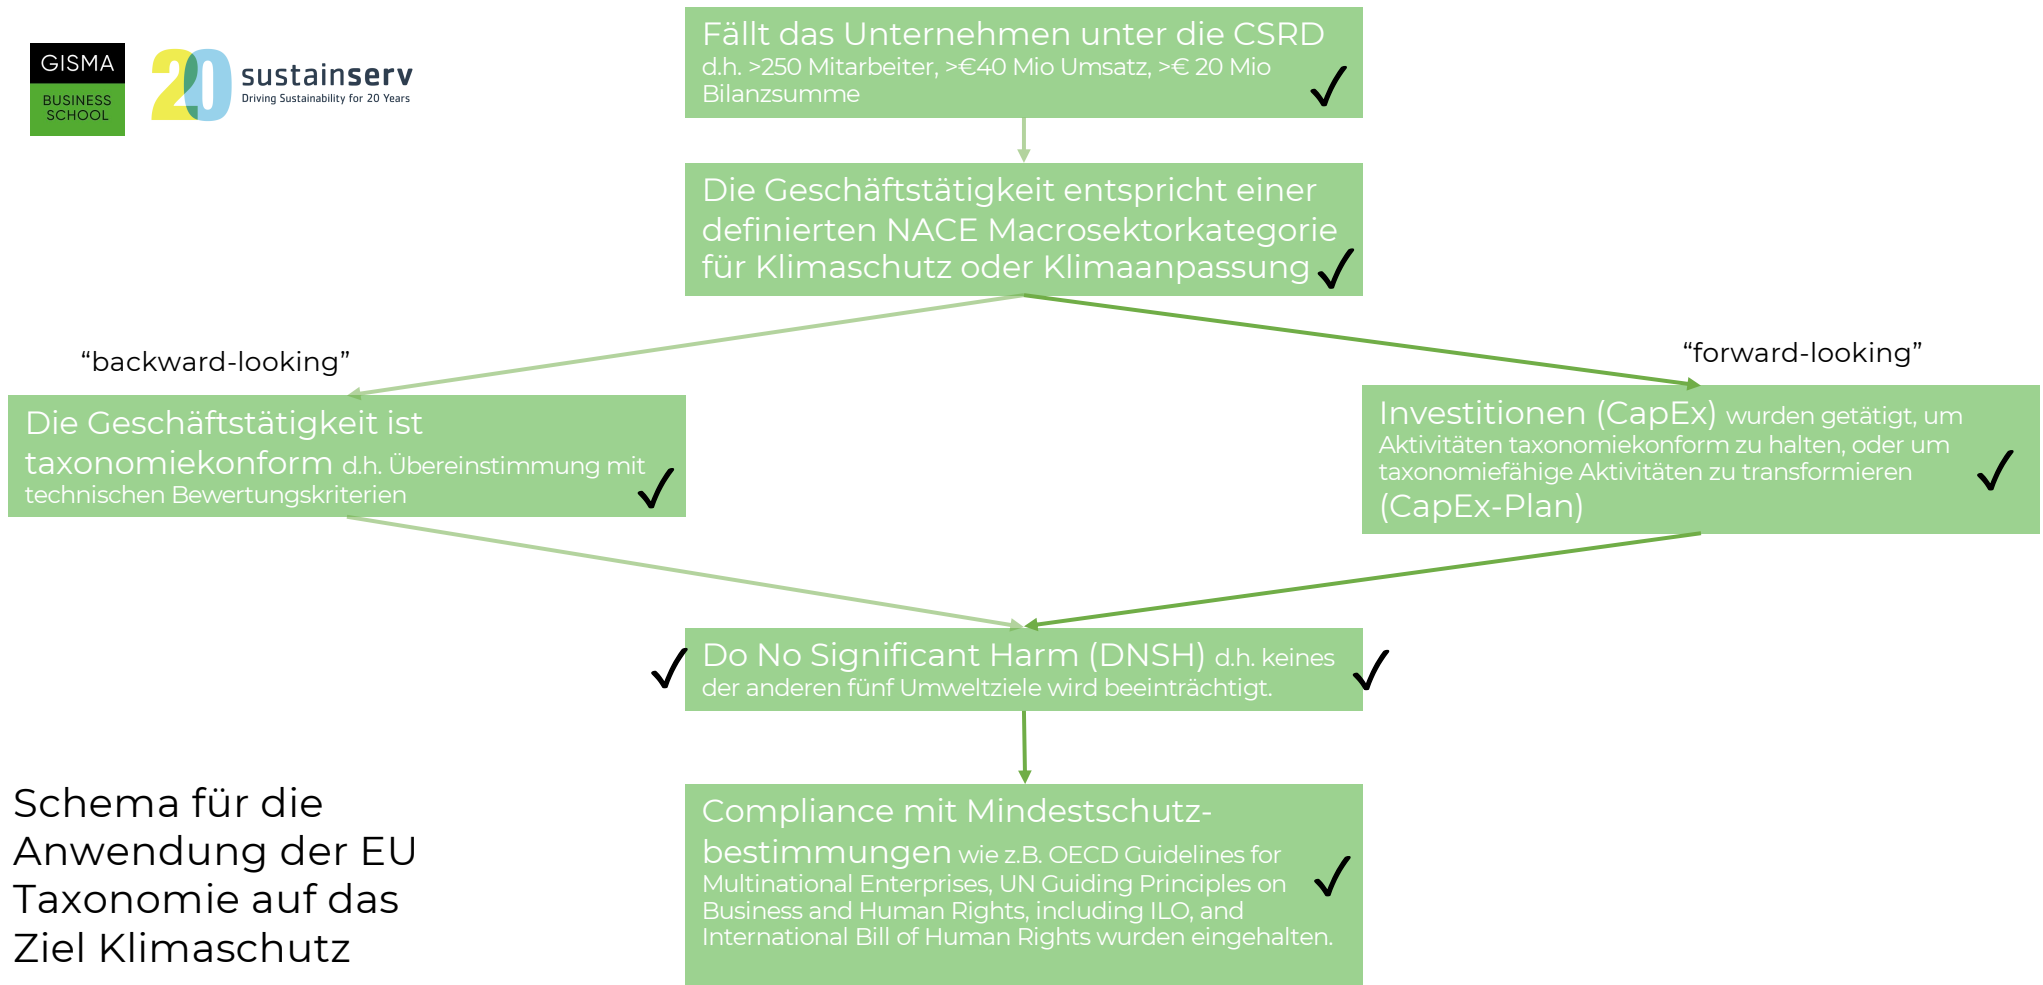 GISMA
BUSINESS
SCHOOL
20
sustainserv
Driving Sustainability for 20 Years
Fällt das Unternehmen unter die CSRD
d.h. >250 Mitarbeiter, >€40 Mio Umsatz, >€ 20 Mio
Bilanzsumme
Die Geschäftstätigkeit entspricht einer
definierten NACE Macrosektorkategorie
für Klimaschutz oder Klimaanpassung
“backward-looking”
“forward-looking”
Die Geschäftstätigkeit ist
taxonomiekonform d.h. Übereinstimmung mit
technischen Bewertungskriterien
Investitionen (CapEx) wurden getätigt, um
Aktivitäten taxonomiekonform zu halten, oder um
taxonomiefähige Aktivitäten zu transformieren
(CapEx-Plan)
Do No Significant Harm (DNSH) d.h. keines
der anderen fünf Umweltziele wird beeinträchtigt.
Compliance mit Mindestschutz-
bestimmungen wie z.B. OECD Guidelines for
Multinational Enterprises, UN Guiding Principles on
Business and Human Rights, including ILO, and
International Bill of Human Rights wurden eingehalten.
Schema für die
Anwendung der EU
Taxonomie auf das
Ziel Klimaschutz